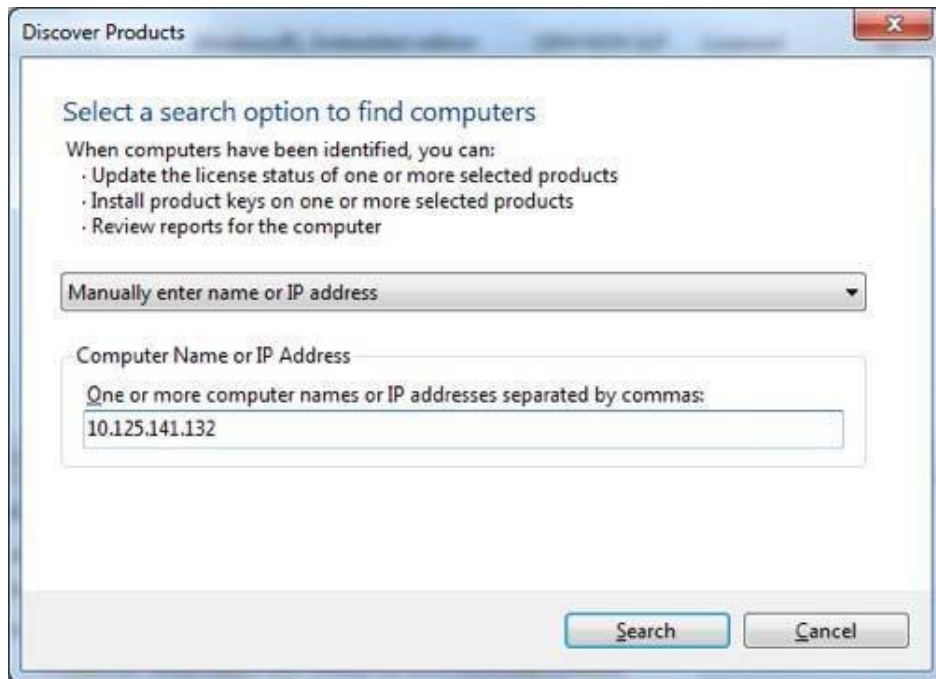 Discover Products
Select a search option to find computers
When computers have been identified, you can:
· Update the license status of one or more selected products
· Install product keys on one or more selected products
· Review reports for the computer
Manually enter name or IP address
Computer Name or IP Address
One or more computer names or IP addresses separated by commas:
10.125.141.132
Search
Cancel